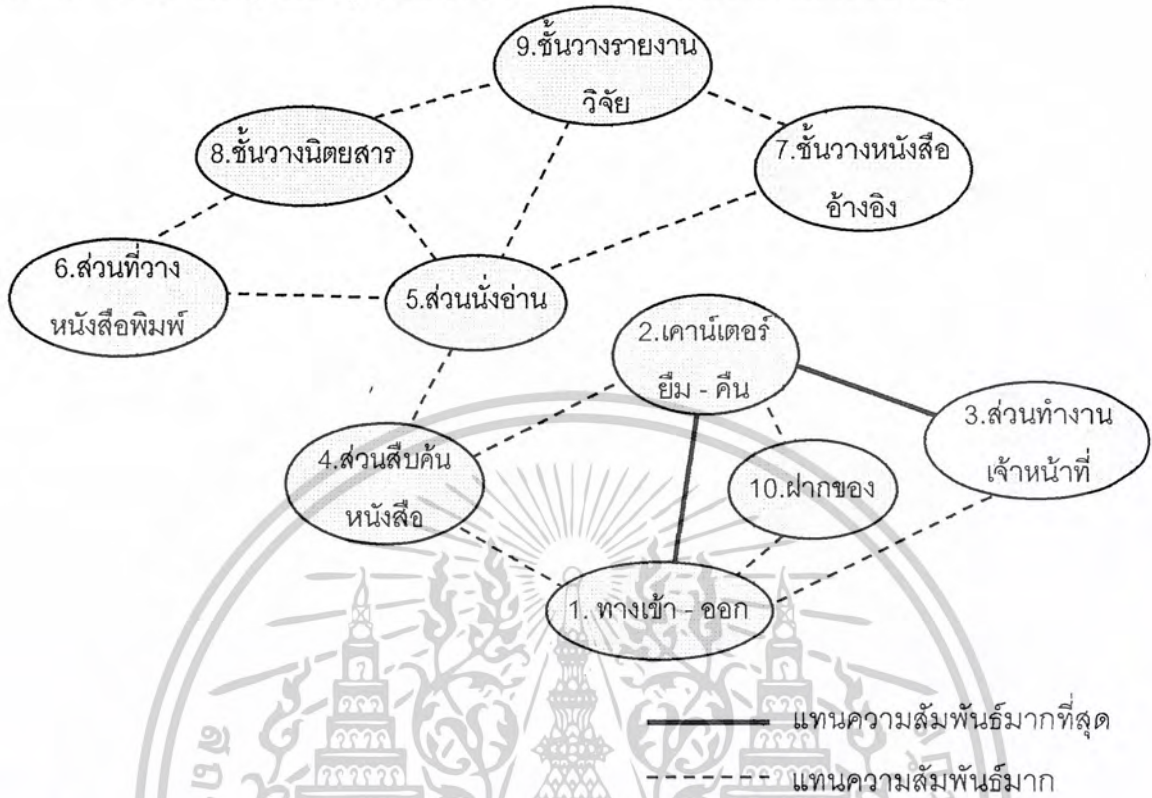 9.ชั้นวางรายงาน
วิจัย
8.ชั้นวางนิตยสาร
7.ชั้นวางหนังสือ
อ้างอิง
6.ส่วนที่วาง
หนังสือพิมพ์
5.ส่วนนั่งอ่าน
2.เคาน์เตอร์
ยืม - คืน
3.ส่วนทำงาน
เจ้าหน้าที่
4.ส่วนสืบค้น
หนังสือ
10.ฝากของ
1. ทางเข้า - ออก
แทนความสัมพันธ์มากที่สุด
แทนความสัมพันธ์มาก